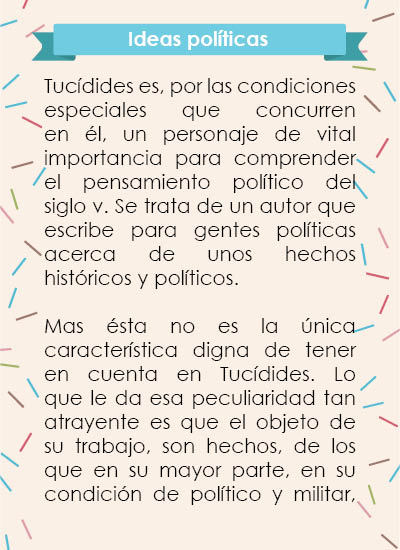 Ideas políticas
Tucídides es, por las condiciones
especiales que concurren
en él, un personaje de vital
importancia para comprender
el pensamiento político del
siglo v. Se trata de un autor que
escribe para gentes políticas
acerca de unos hechos
históricos y políticos.
Mas ésta no es la única
característica digna de tener
en cuenta en Tucídides. Lo
que le da esa peculiaridad tan
atrayente es que el objeto de
su trabajo, son hechos, de los
que en su mayor parte, en su
condición de político y militar,